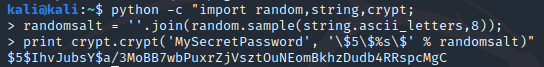 kali@kali:~$ python -c "import random,string,crypt;
> randomsalt = ''.join(random.sample(string.ascii_letters,8));
> print crypt.crypt('MySecretPassword', '\$5\$%s\$' % randomsalt)"
$5$IhvJubsY$a/3MoBB7wbPuxrZjVsztOuNEomBkhzDudb4RRspcMgC